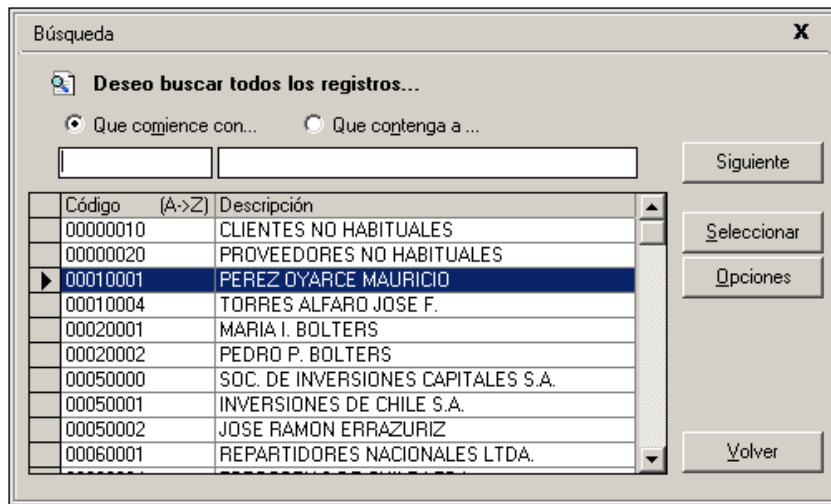 Búsqueda X
Deseo buscar todos los registros...
Que comience con... Que contenga a ...
Siguiente
Código (A->Z) Descripción
00000010 CLIENTES NO HABITUALES
Seleccionar
00000020 PROVEEDORES NO HABITUALES
00010001 PEREZ OYARCE MAURICIO
Opciones
00010004 TORRES ALFARO JOSE F.
00020001 MARIA I. BOLTERS
00020002 PEDRO P. BOLTERS
00050000 SOC. DE INVERSIONES CAPITALES S.A.
00050001 INVERSIONES DE CHILE S.A.
00050002 JOSE RAMON ERRAZURIZ
00060001 REPARTIDORES NACIONALES LTDA.
Volver